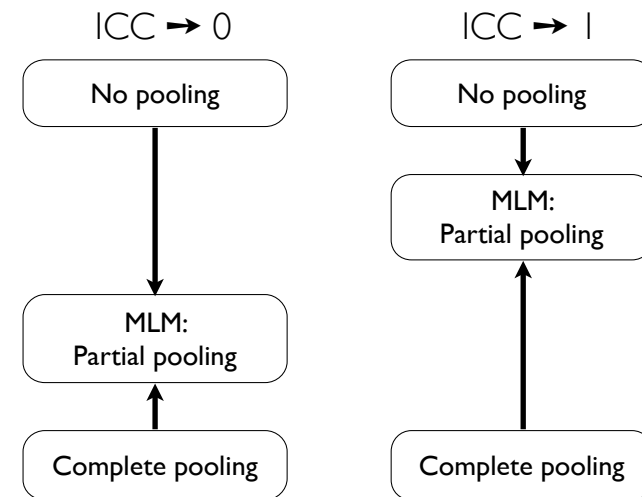 ICC → 0
No pooling
MLM:
Partial pooling
Complete pooling
ICC → 1
No pooling
MLM:
Partial pooling
Complete pooling